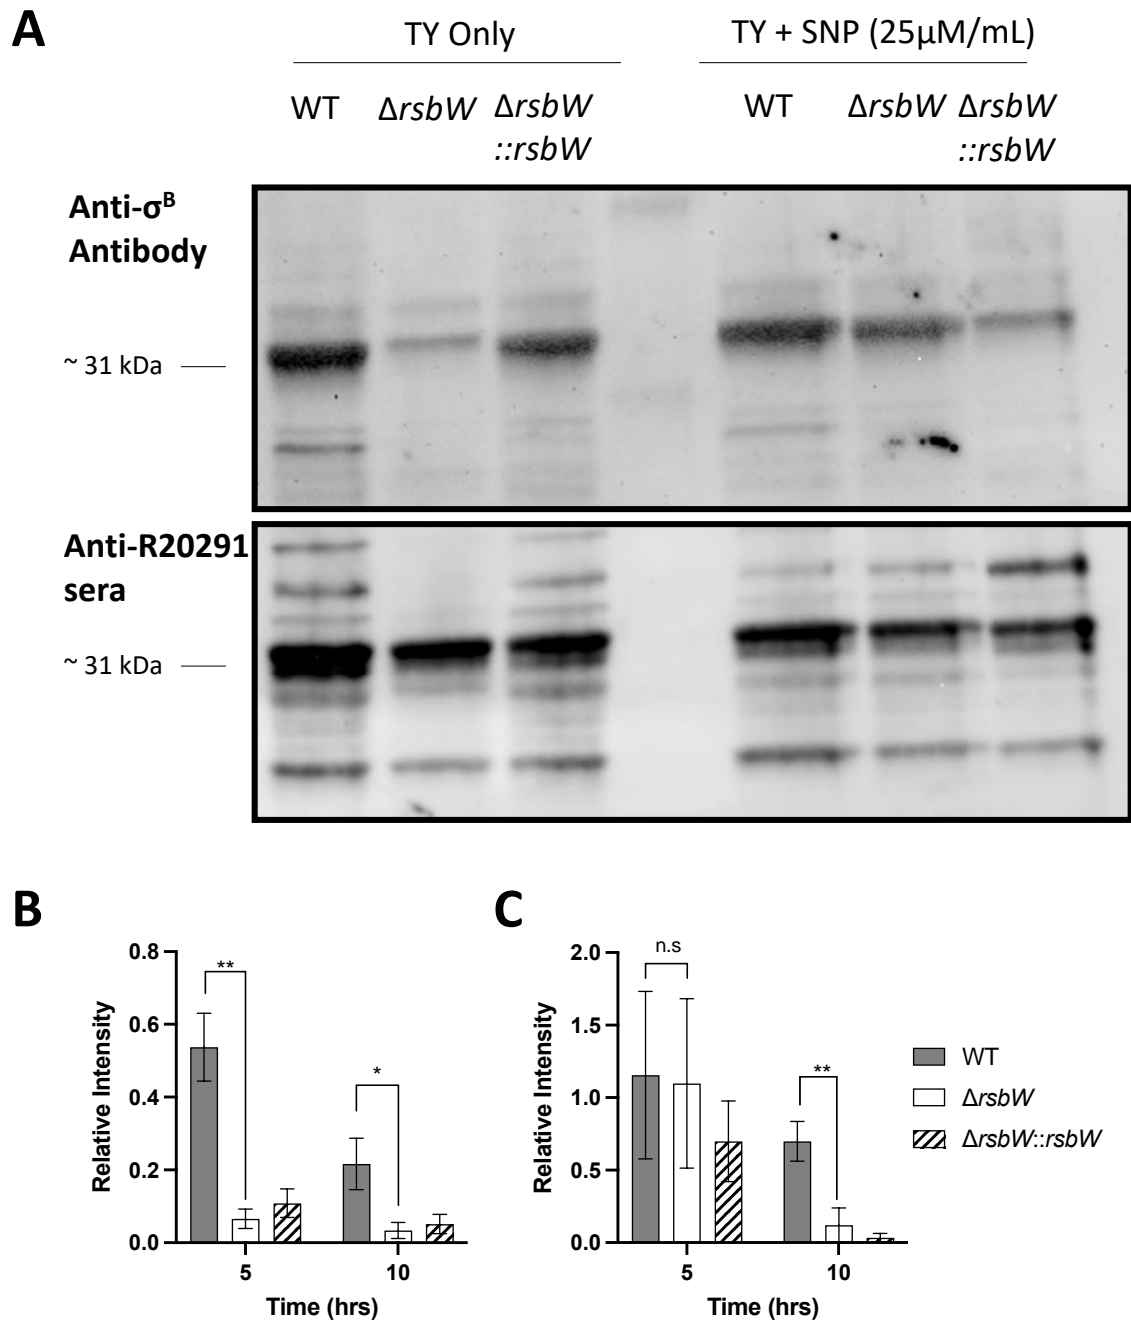 A
TY Only
TY + SNP (25µM/mL)
WT
ΔrsbW
ΔrsbW
::rsbW
WT
ΔrsbW
ΔrsbW
::rsbW
Anti-σᴮ
Antibody
~ 31 kDa
Anti-R20291
sera
~ 31 kDa
B
0.8
0.6
0.4
0.2
0.0
Relative Intensity
**
*
5
10
Time (hrs)
C
2.0
1.5
1.0
0.5
0.0
Relative Intensity
n.s
**
5
10
Time (hrs)
WT
ΔrsbW
ΔrsbW::rsbW